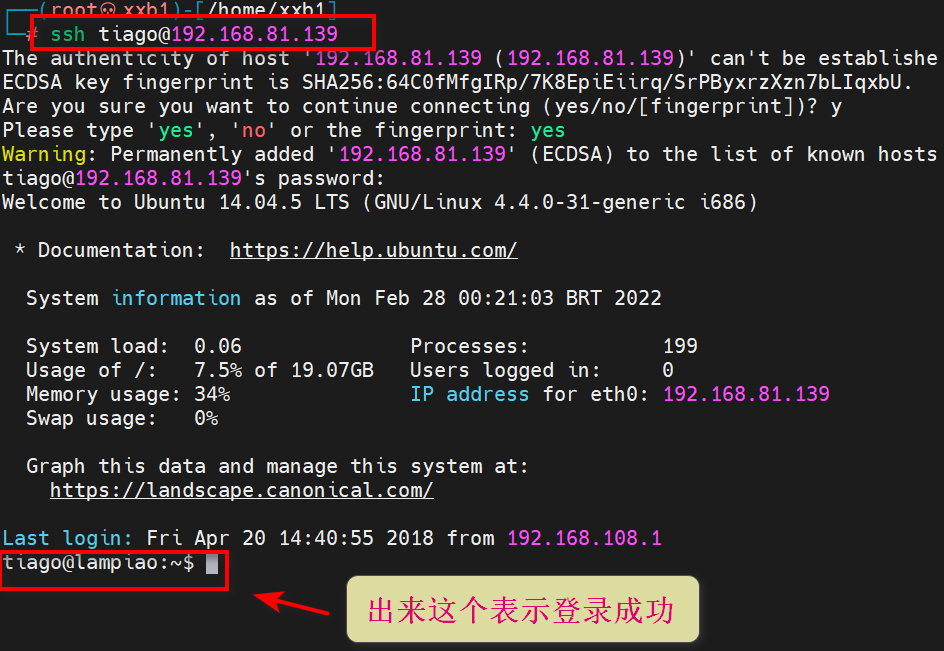 (root㉿xxb1)-[/home/xxb1]
# ssh tiago@192.168.81.139
The authenticity of host '192.168.81.139 (192.168.81.139)' can't be establishe
ECDSA key fingerprint is SHA256:64C0fMfgIRp/7K8EpiEiirq/SrPByxrzXzn7bLIqxbU.
Are you sure you want to continue connecting (yes/no/[fingerprint])? y
Please type 'yes', 'no' or the fingerprint: yes
Warning: Permanently added '192.168.81.139' (ECDSA) to the list of known hosts
tiago@192.168.81.139's password:
Welcome to Ubuntu 14.04.5 LTS (GNU/Linux 4.4.0-31-generic i686)
* Documentation: https://help.ubuntu.com/
System information as of Mon Feb 28 00:21:03 BRT 2022
System load: 0.06 Processes: 199
Usage of /: 7.5% of 19.07GB Users logged in: 0
Memory usage: 34% IP address for eth0: 192.168.81.139
Swap usage: 0%
Graph this data and manage this system at:
https://landscape.canonical.com/
Last login: Fri Apr 20 14:40:55 2018 from 192.168.108.1
tiago@lampiao:~$
出来这个表示登录成功